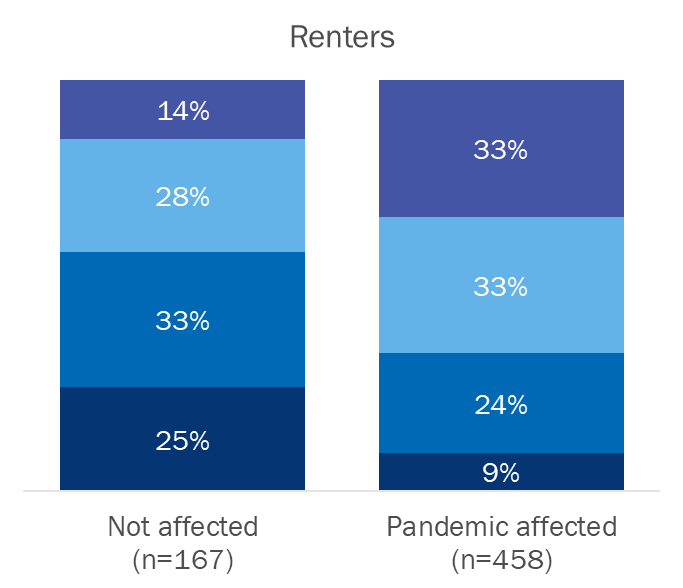 Renters
14%
28%
33%
25%
33%
33%
24%
9%
Not affected
(n=167)
Pandemic affected
(n=458)